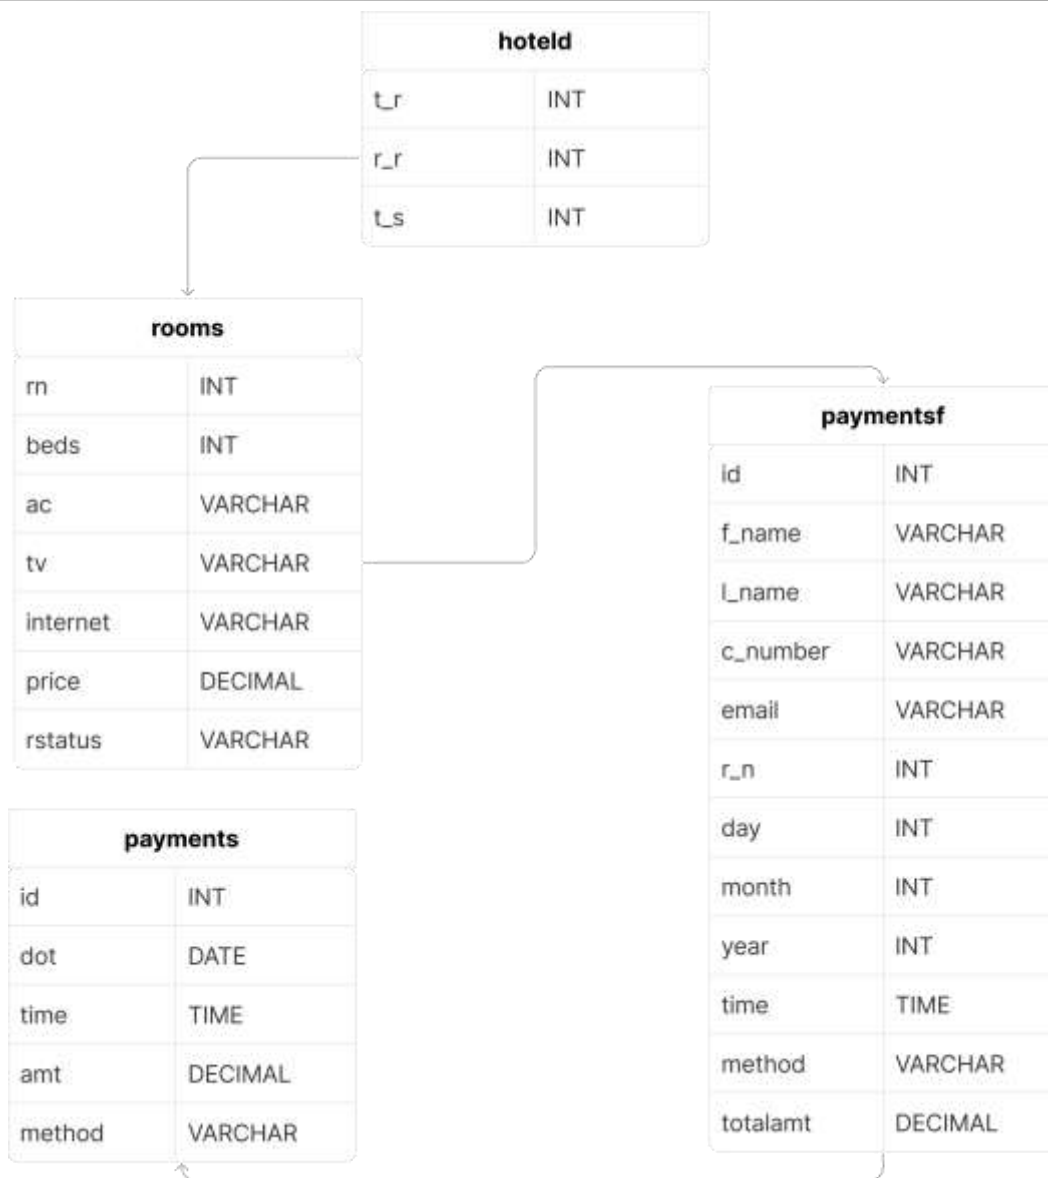 hoteld
t_r INT
r_r INT
t_s INT
rooms
rn INT
beds INT
ac VARCHAR
tv VARCHAR
internet VARCHAR
price DECIMAL
rstatus VARCHAR
paymentsf
id INT
f_name VARCHAR
l_name VARCHAR
c_number VARCHAR
email VARCHAR
r_n INT
day INT
month INT
year INT
time TIME
method VARCHAR
totalamt DECIMAL
payments
id INT
dot DATE
time TIME
amt DECIMAL
method VARCHAR